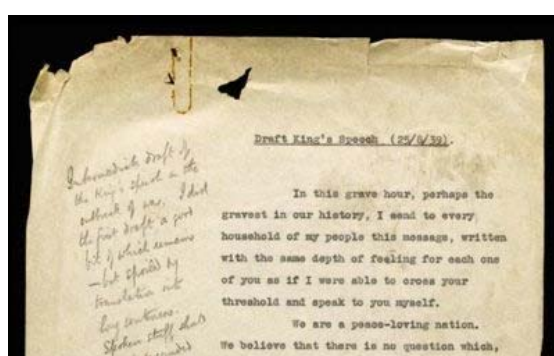 Draft King's Speech (25/8/39).
Intermediate draft of
the King's speech on the
outbreak of war. I did
the first draft a good
bit of which remains
— but spoiled by
translation into
long sentences.
Spoken stuff shd
In this grave hour, perhaps the
gravest in our history, I send to every
household of my people this message, written
with the same depth of feeling for each one
of you as if I were able to cross your
threshold and speak to you myself.
We are a peace-loving nation.
We believe that there is no question which,